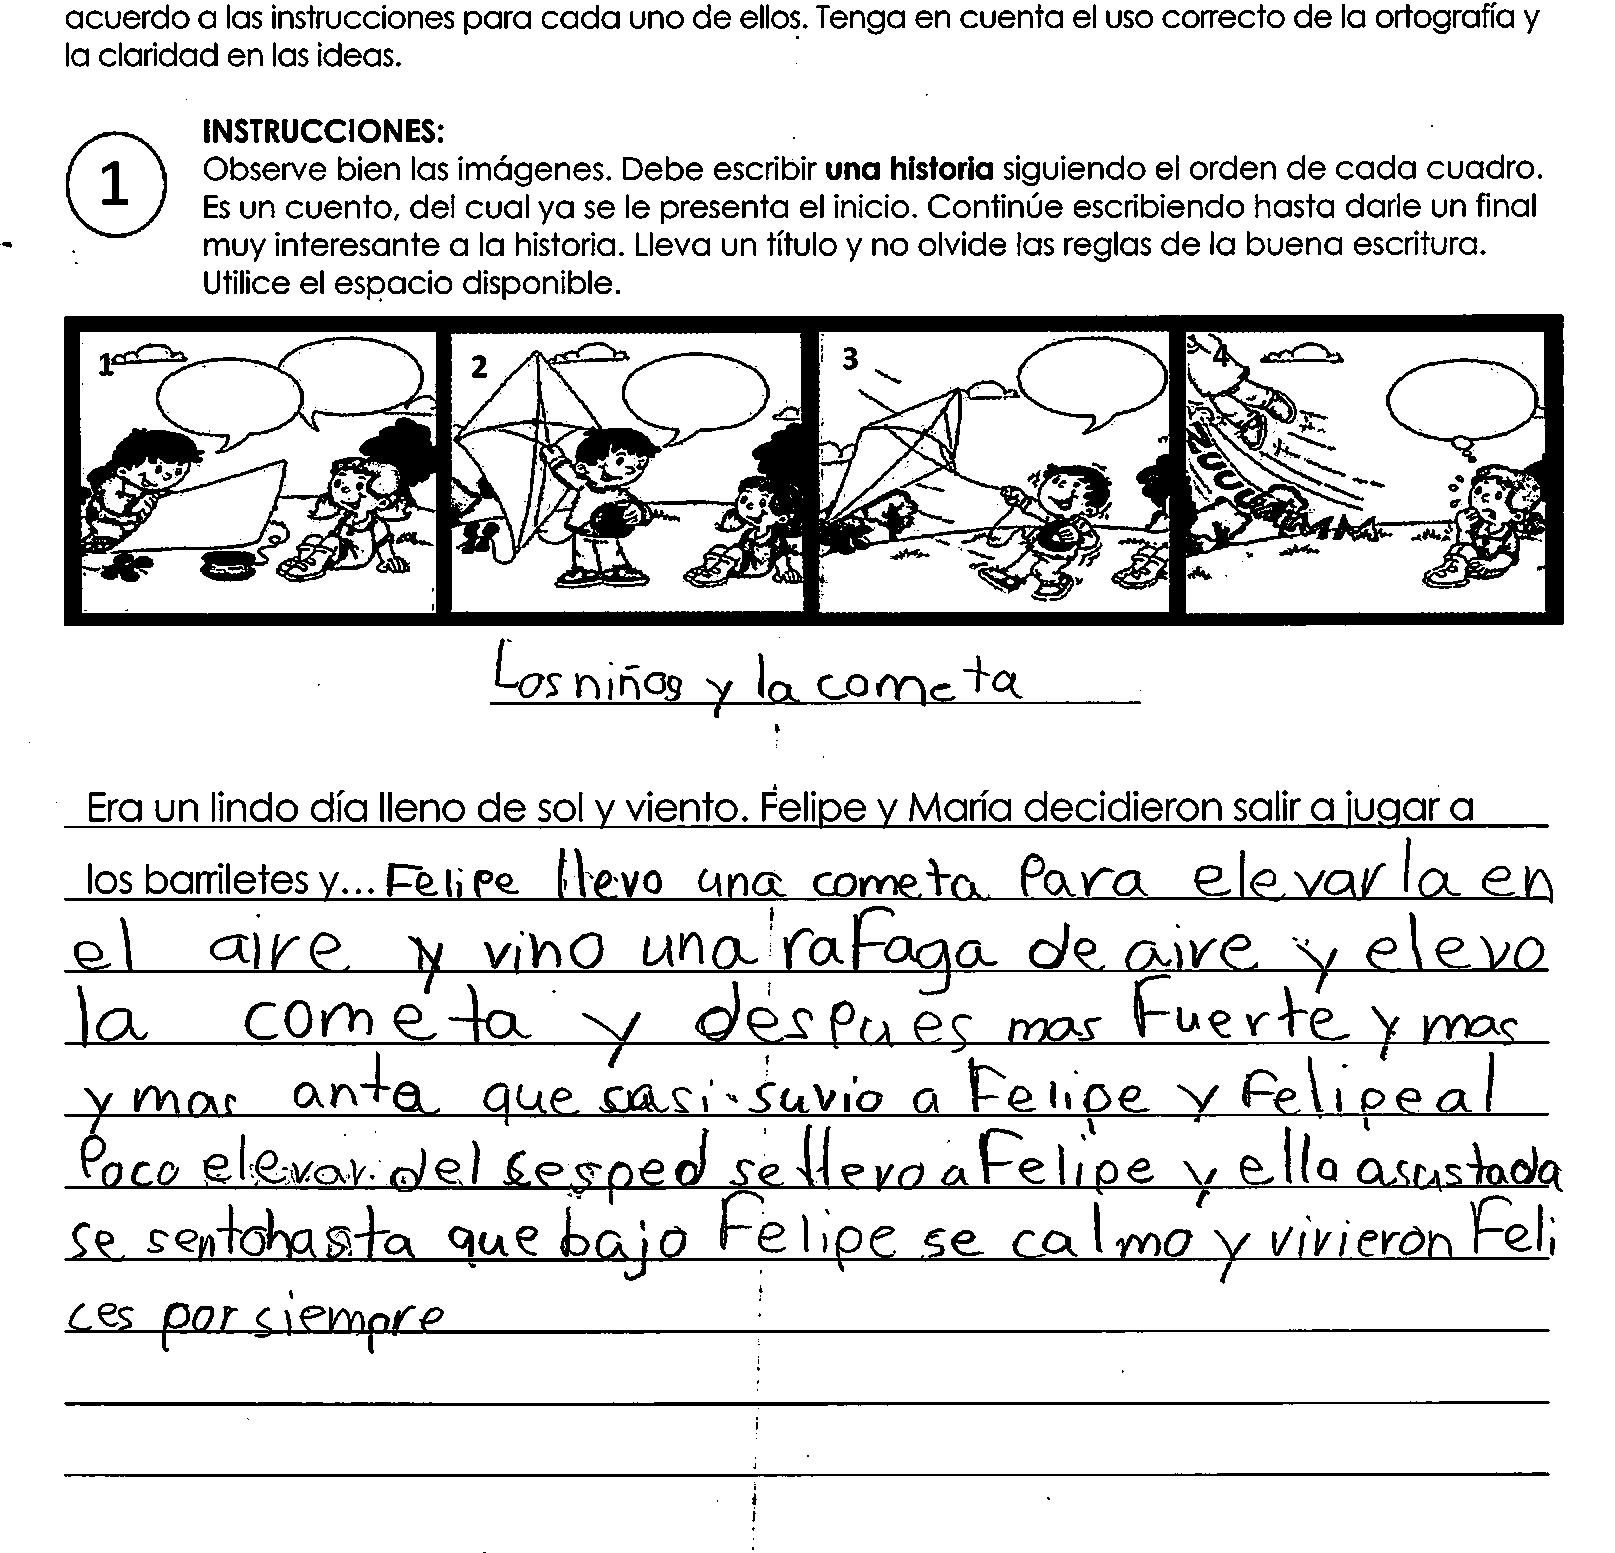 acuerdo a las instrucciones para cada uno de ellos. Tenga en cuenta el uso correcto de la ortografía y
la claridad en las ideas.
1
INSTRUCCIONES:
Observe bien las imágenes. Debe escribir una historia siguiendo el orden de cada cuadro.
Es un cuento, del cual ya se le presenta el inicio. Continúe escribiendo hasta darle un final
muy interesante a la historia. Lleva un título y no olvide las reglas de la buena escritura.
Utilice el espacio disponible.
1 2 3 4
Los niños y la cometa
Era un lindo día lleno de sol y viento. Felipe y María decidieron salir a jugar a
los barriletes y... Felipe llevo una cometa Para elevarla en
el aire y vino una rafaga de aire y elevo
la cometa y despues mas Fuerte y mas
y mas anta que sasi suvio a Felipe y Felipe al
Poco elevar del sesped se llevo a Felipe y ella asustada
se sento hasta que bajo Felipe se calmo y vivieron Feli
ces por siempre